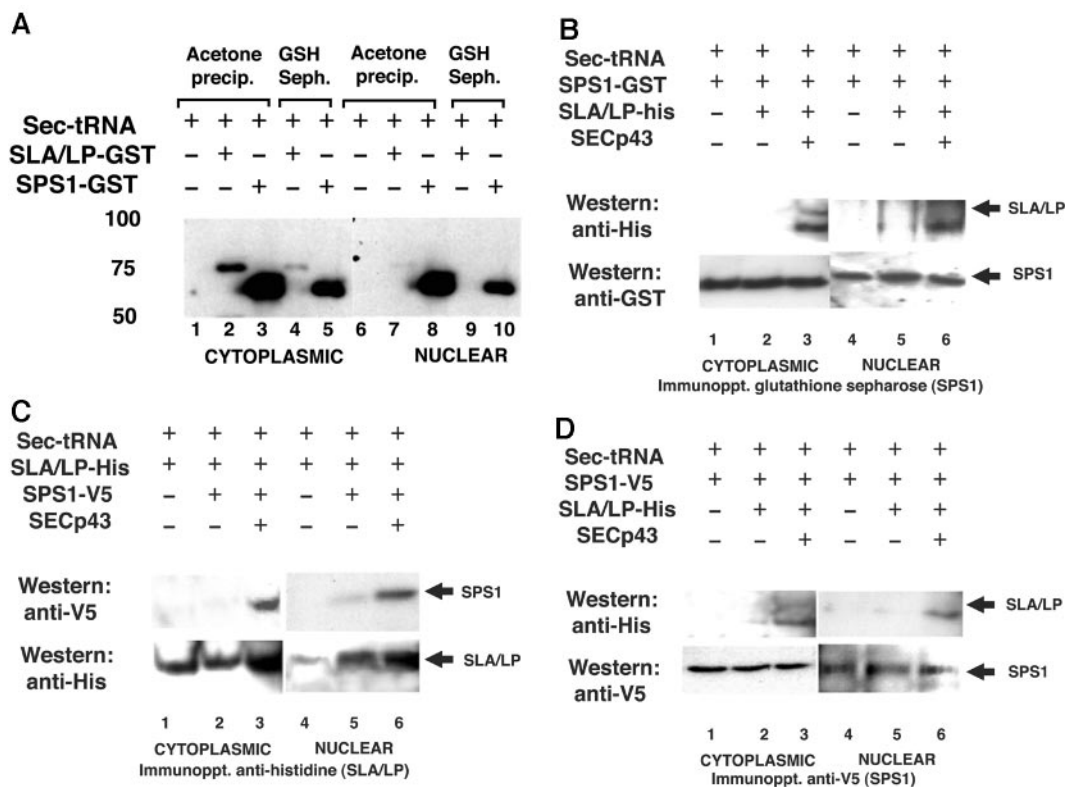 A
Acetone precip. GSH Seph. Acetone precip. GSH Seph.
Sec-tRNA + + + + + + + + + +
SLA/LP-GST – + – + – – + – + –
SPS1-GST – – + – + – – + – +
100
75
50
1 2 3 4 5 6 7 8 9 10
CYTOPLASMIC NUCLEAR
B
Sec-tRNA + + + + + +
SPS1-GST + + + + + +
SLA/LP-his – + + – + +
SECp43 – – + – – +
Western: anti-His SLA/LP
Western: anti-GST SPS1
1 2 3 4 5 6
CYTOPLASMIC NUCLEAR
Immunoppt. glutathione sepharose (SPS1)
C
Sec-tRNA + + + + + +
SLA/LP-His + + + + + +
SPS1-V5 – + + – + +
SECp43 – – + – – +
Western: anti-V5 SPS1
Western: anti-His SLA/LP
1 2 3 4 5 6
CYTOPLASMIC NUCLEAR
Immunoppt. anti-histidine (SLA/LP)
D
Sec-tRNA + + + + + +
SPS1-V5 + + + + + +
SLA/LP-His – + + – + +
SECp43 – – + – – +
Western: anti-His SLA/LP
Western: anti-V5 SPS1
1 2 3 4 5 6
CYTOPLASMIC NUCLEAR
Immunoppt. anti-V5 (SPS1)